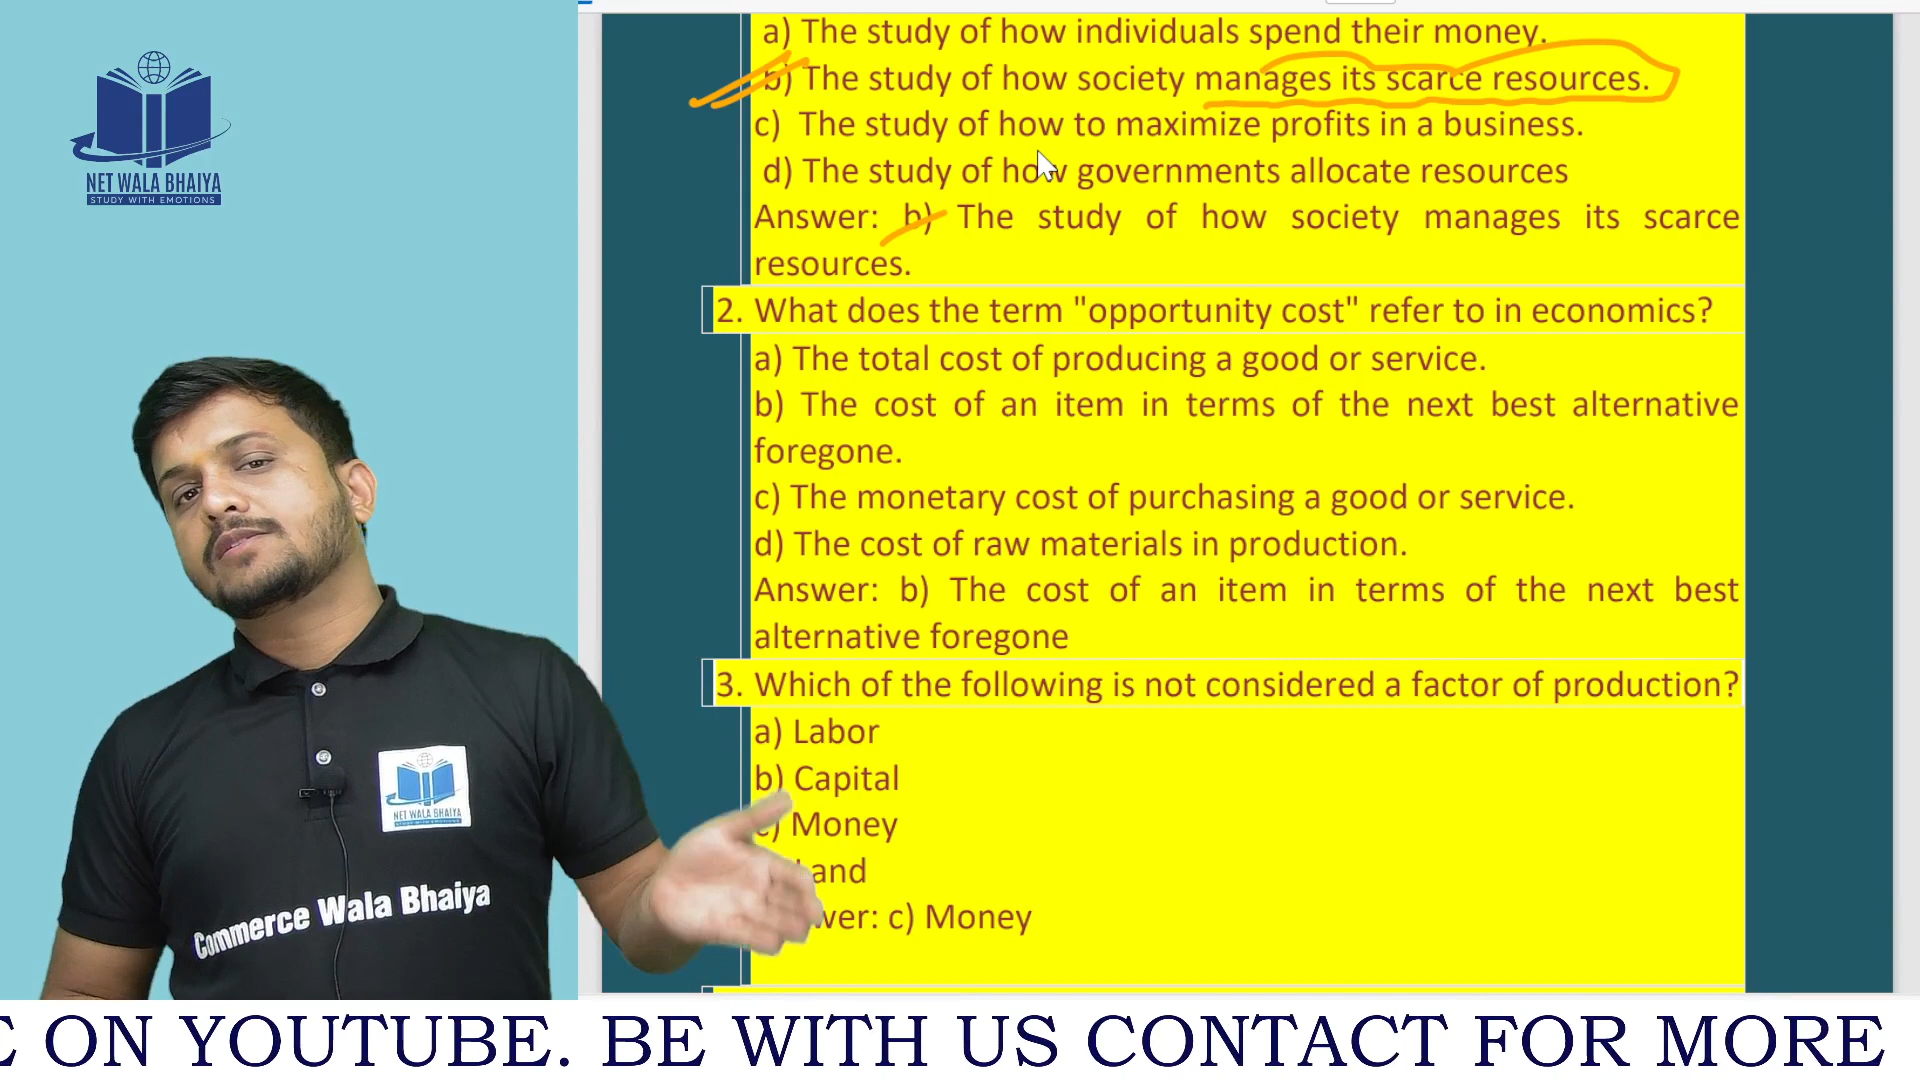 NET WALA BHAIYA
STUDY WITH EMOTIONS
a) The study of how individuals spend their money.
b) The study of how society manages its scarce resources.
c) The study of how to maximize profits in a business.
d) The study of how governments allocate resources
Answer: b) The study of how society manages its scarce
resources.
2. What does the term "opportunity cost" refer to in economics?
a) The total cost of producing a good or service.
b) The cost of an item in terms of the next best alternative
foregone.
c) The monetary cost of purchasing a good or service.
d) The cost of raw materials in production.
Answer: b) The cost of an item in terms of the next best
alternative foregone
3. Which of the following is not considered a factor of production?
a) Labor
b) Capital
c) Money
Land
wer: c) Money
NET WALA BHAIYA
STUDY WITH EMOTIONS
Commerce Wala Bhaiya
E ON YOUTUBE. BE WITH US CONTACT FOR MORE